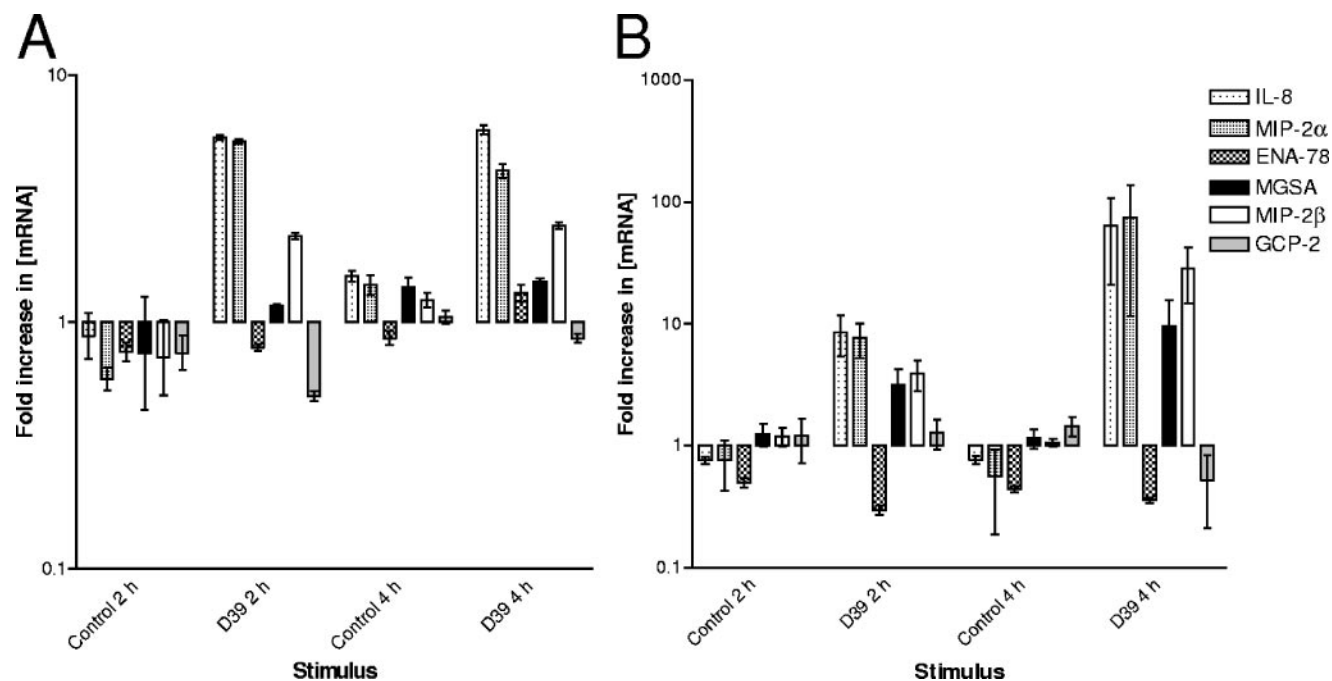 A
Fold increase in [mRNA]
10
1
0.1
Control 2 h
D39 2 h
Control 4 h
D39 4 h
Stimulus
B
Fold increase in [mRNA]
1000
100
10
1
0.1
Control 2 h
D39 2 h
Control 4 h
D39 4 h
Stimulus
IL-8
MIP-2α
ENA-78
MGSA
MIP-2β
GCP-2